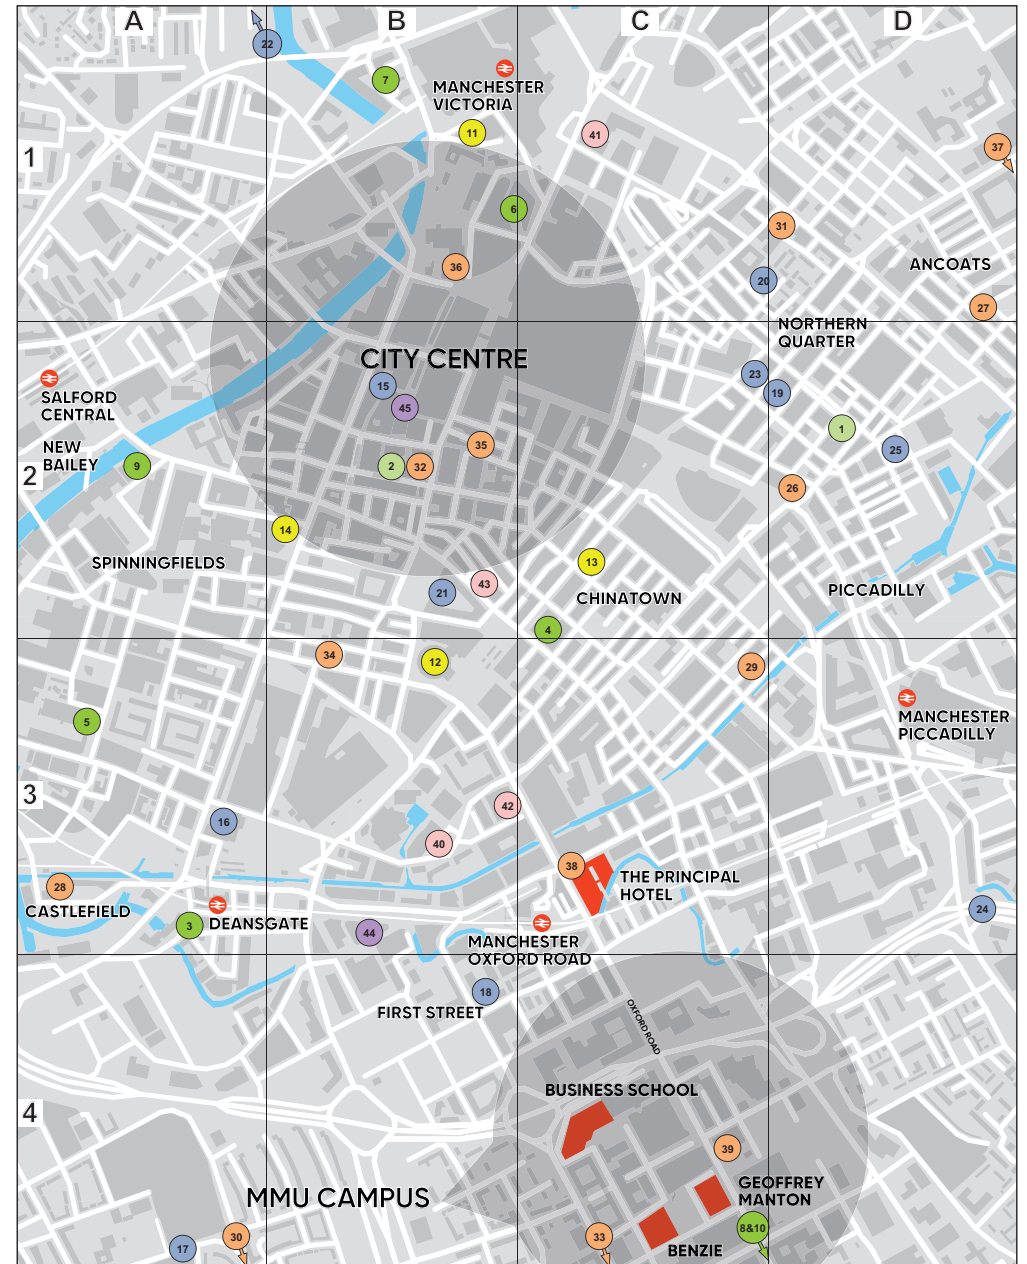 A
B
C
D
22
7
MANCHESTER
VICTORIA
11
41
37
1
6
31
36
ANCOATS
20
27
NORTHERN
QUARTER
CITY CENTRE
SALFORD
CENTRAL
15
45
23
19
1
NEW
BAILEY
9
2
35
2
32
25
26
14
SPINNINGFIELDS
13
21
43
CHINATOWN
PICCADILLY
4
34
12
29
5
MANCHESTER
PICCADILLY
3
16
42
40
38
THE PRINCIPAL
HOTEL
28
CASTLEFIELD
3
DEANSGATE
44
24
MANCHESTER
OXFORD ROAD
18
FIRST STREET
OXFORD ROAD
BUSINESS SCHOOL
4
39
MMU CAMPUS
GEOFFREY
MANTON
8&10
17
30
33
BENZIE